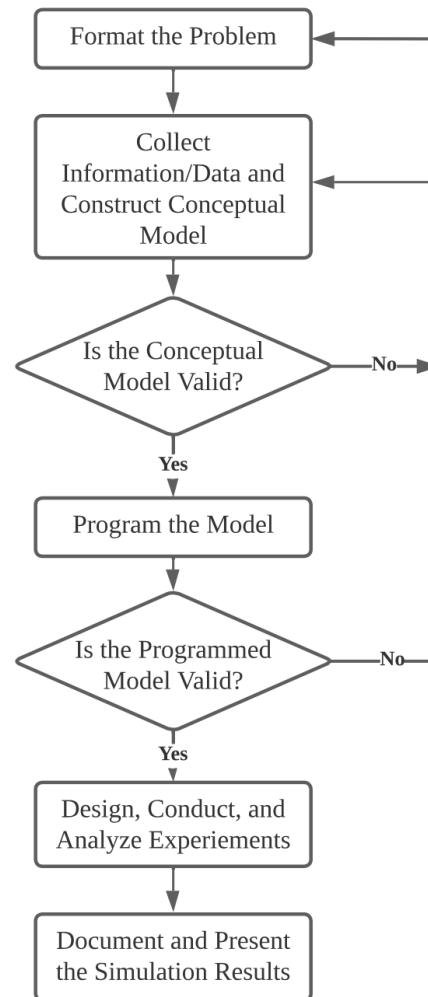 Format the Problem
Collect
Information/Data and
Construct Conceptual
Model
Is the Conceptual
Model Valid?
No
Yes
Program the Model
Is the Programmed
Model Valid?
No
Yes
Design, Conduct, and
Analyze Experiements
Document and Present
the Simulation Results